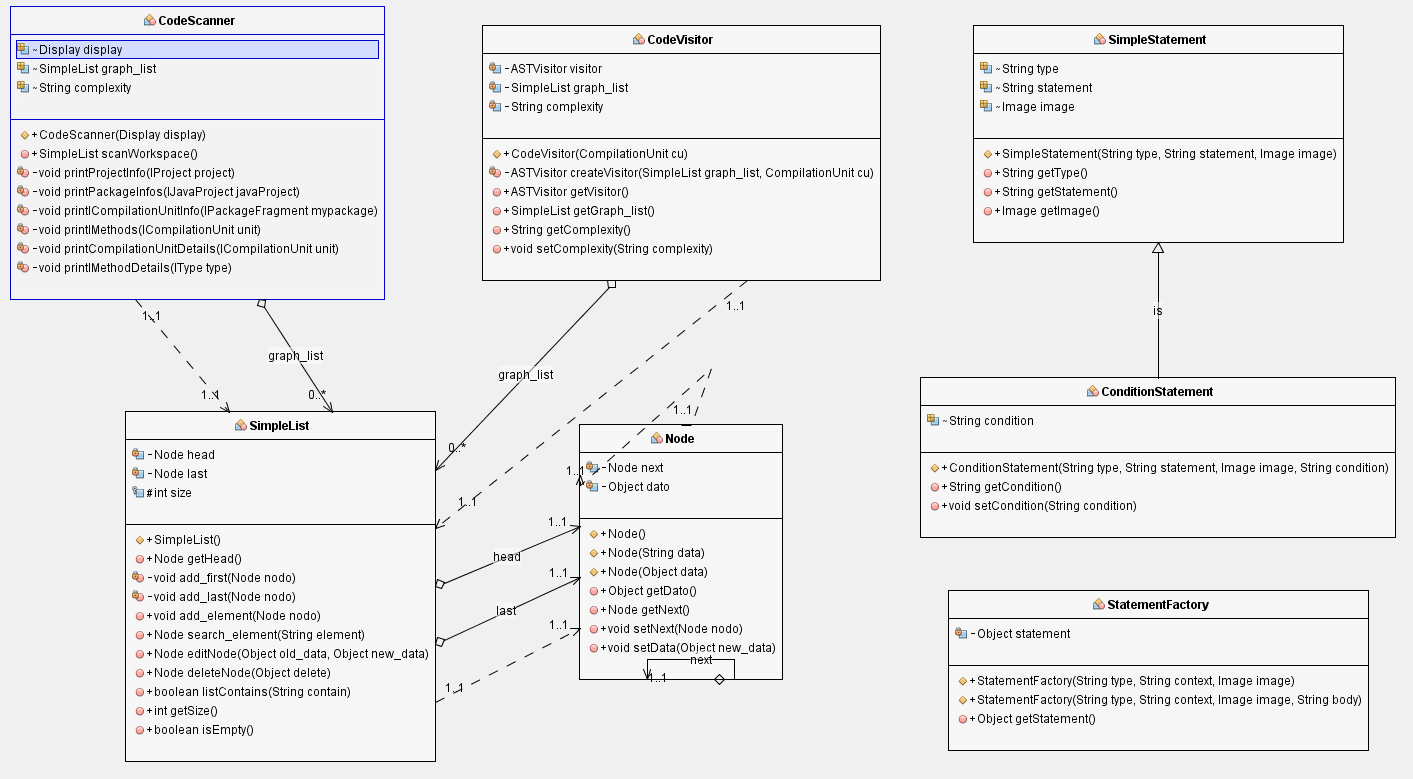 CodeScanner
~Display display
~SimpleList graph_list
~String complexity
+CodeScanner(Display display)
+SimpleList scanWorkspace()
-void printProjectInfo(IProject project)
-void printPackageInfos(IJavaProject javaProject)
-void printICompilationUnitInfo(IPackageFragment mypackage)
-void printIMethods(ICompilationUnit unit)
-void printCompilationUnitDetails(ICompilationUnit unit)
-void printIMethodDetails(IType type)
CodeVisitor
-ASTVisitor visitor
-SimpleList graph_list
-String complexity
+CodeVisitor(CompilationUnit cu)
-ASTVisitor createVisitor(SimpleList graph_list, CompilationUnit cu)
+ASTVisitor getVisitor()
+SimpleList getGraph_list()
+String getComplexity()
+void setComplexity(String complexity)
SimpleStatement
~String type
~String statement
~Image image
+SimpleStatement(String type, String statement, Image image)
+String getType()
+String getStatement()
+Image getImage()
1..1
graph_list
1..1
0..*
graph_list
0..*
1..1
1..1
is
1..1
1..1
SimpleList
-Node head
-Node last
#int size
+SimpleList()
+Node getHead()
-void add_first(Node nodo)
-void add_last(Node nodo)
+void add_element(Node nodo)
+Node search_element(String element)
+Node editNode(Object old_data, Object new_data)
+Node deleteNode(Object delete)
+boolean listContains(String contain)
+int getSize()
+boolean isEmpty()
head
1..1
last
1..1
1..1
1..1
Node
-Node next
-Object dato
+Node()
+Node(String data)
+Node(Object data)
+Object getDato()
+Node getNext()
+void setNext(Node nodo)
+void setData(Object new_data)
next
1..1
ConditionStatement
~String condition
+ConditionStatement(String type, String statement, Image image, String condition)
+String getCondition()
+void setCondition(String condition)
StatementFactory
-Object statement
+StatementFactory(String type, String context, Image image)
+StatementFactory(String type, String context, Image image, String body)
+Object getStatement()